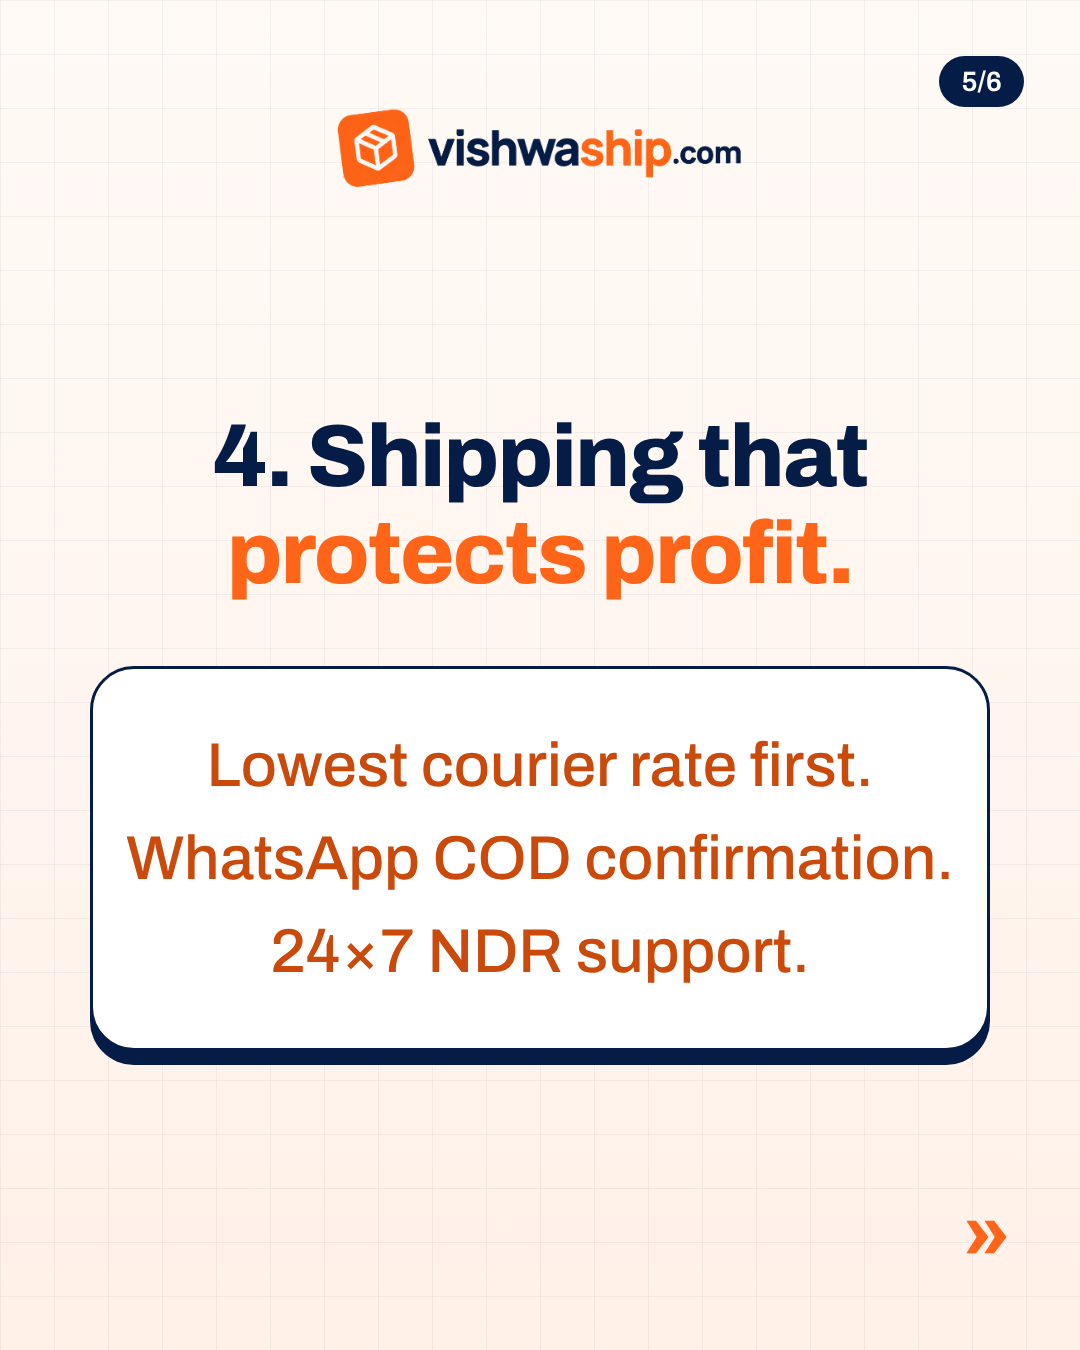 5/6
vishwaship.com
4. Shipping that
protects profit.
Lowest courier rate first.
WhatsApp COD confirmation.
24×7 NDR support.
»